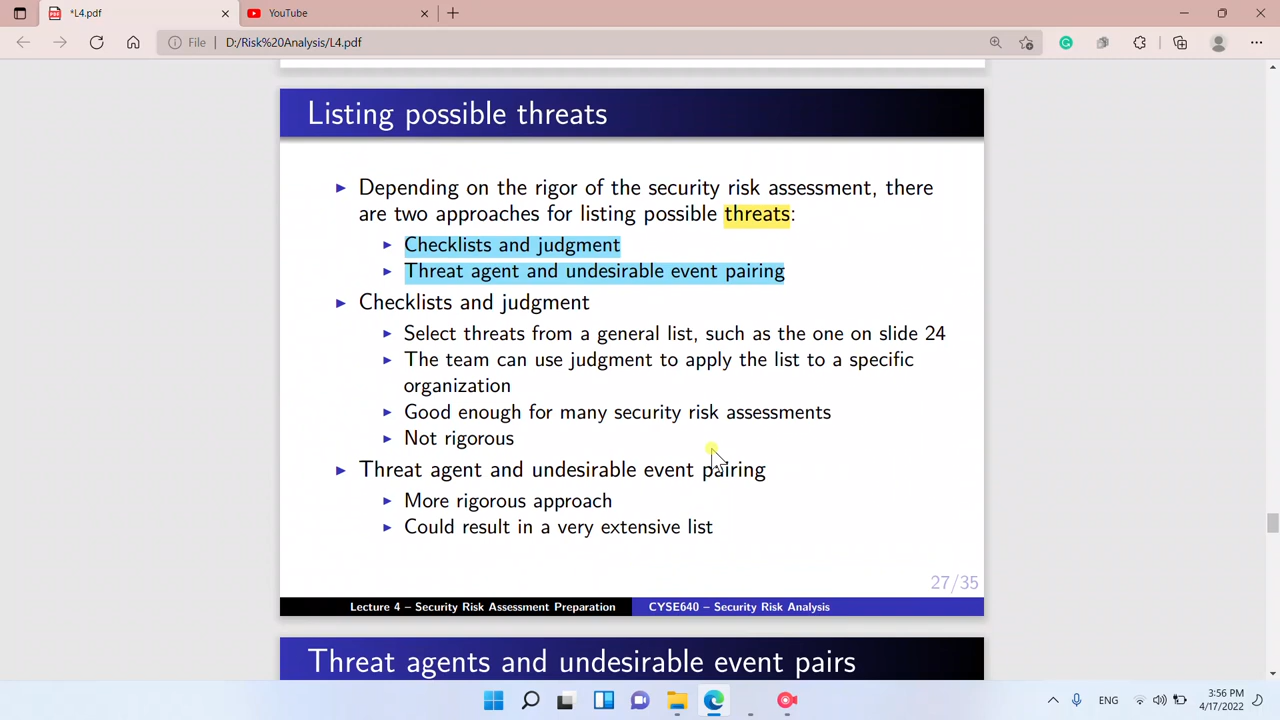 *L4.pdf
YouTube
File
D:/Risk%20Analysis/L4.pdf
Listing possible threats
Depending on the rigor of the security risk assessment, there
are two approaches for listing possible threats:
Checklists and judgment
Threat agent and undesirable event pairing
Checklists and judgment
Select threats from a general list, such as the one on slide 24
The team can use judgment to apply the list to a specific
organization
Good enough for many security risk assessments
Not rigorous
Threat agent and undesirable event pairing
More rigorous approach
Could result in a very extensive list
27/35
Lecture 4 – Security Risk Assessment Preparation
CYSE640 – Security Risk Analysis
Threat agents and undesirable event pairs
ENG
3:56 PM
4/17/2022